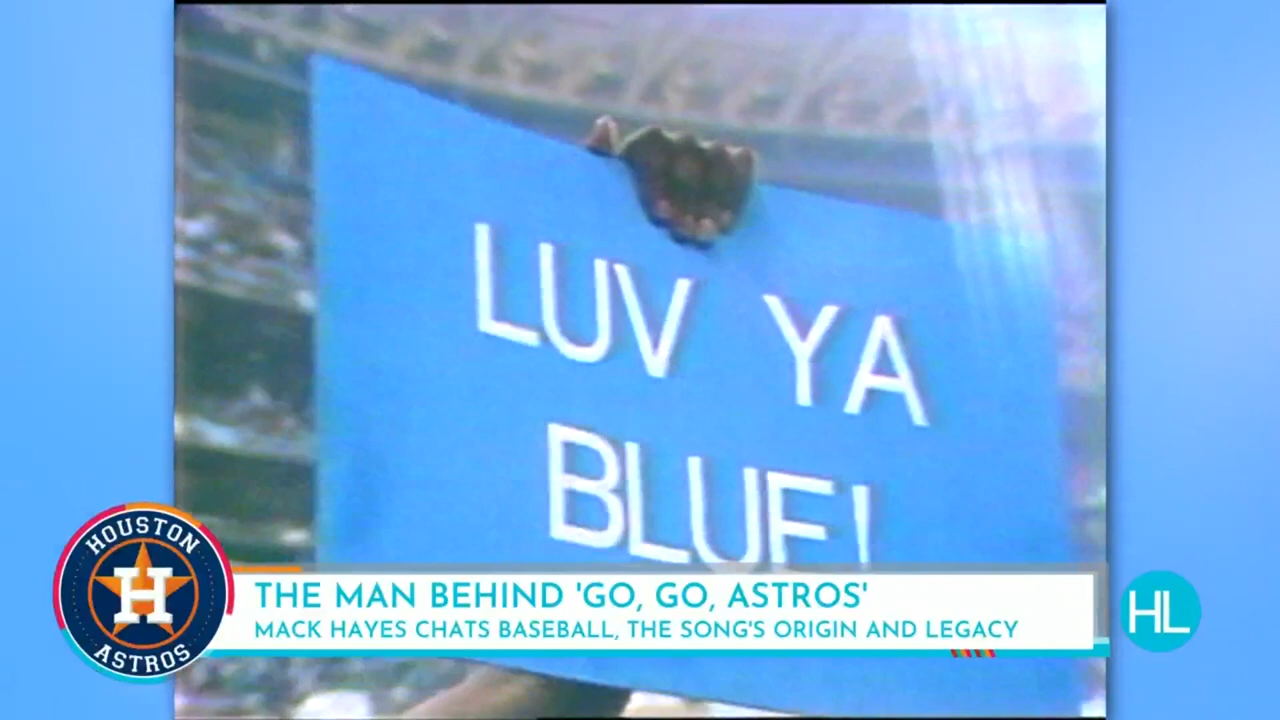 LUV YA
BLUE!
HOUSTON
H
ASTROS
THE MAN BEHIND 'GO, GO, ASTROS'
MACK HAYES CHATS BASEBALL, THE SONG'S ORIGIN AND LEGACY
HL